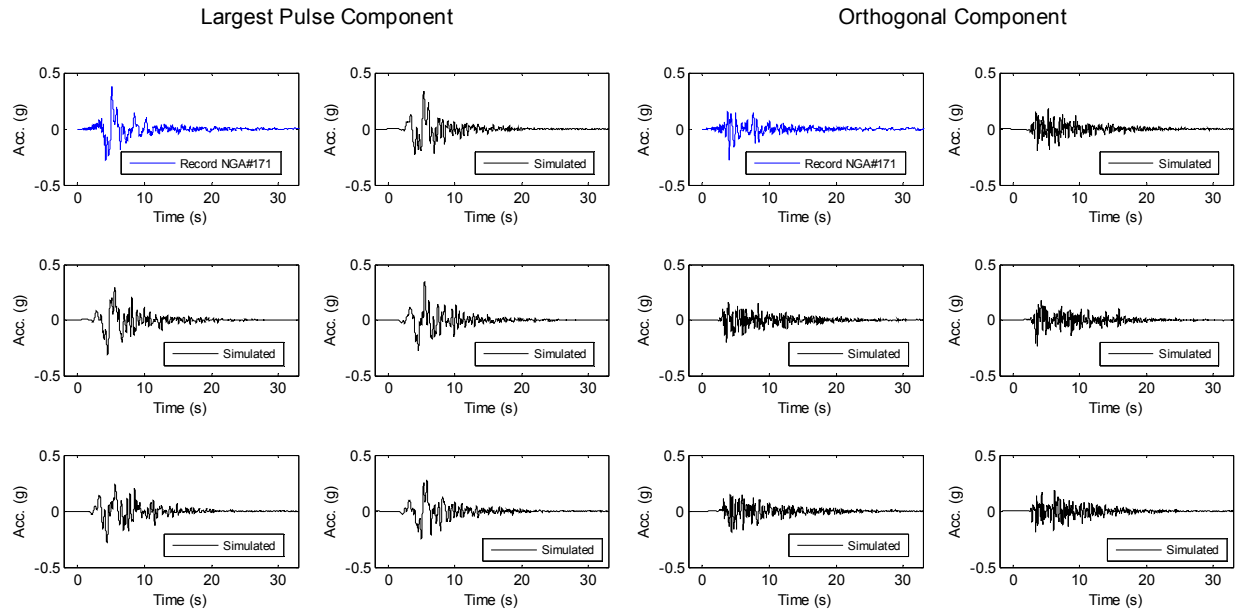 Largest Pulse Component
Orthogonal Component
0.5
0
-0.5
Acc. (g)
0 10 20 30
Time (s)
Record NGA#171
0.5
0
-0.5
Acc. (g)
0 10 20 30
Time (s)
Simulated
0.5
0
-0.5
Acc. (g)
0 10 20 30
Time (s)
Record NGA#171
0.5
0
-0.5
Acc. (g)
0 10 20 30
Time (s)
Simulated
0.5
0
-0.5
Acc. (g)
0 10 20 30
Time (s)
Simulated
0.5
0
-0.5
Acc. (g)
0 10 20 30
Time (s)
Simulated
0.5
0
-0.5
Acc. (g)
0 10 20 30
Time (s)
Simulated
0.5
0
-0.5
Acc. (g)
0 10 20 30
Time (s)
Simulated
0.5
0
-0.5
Acc. (g)
0 10 20 30
Time (s)
Simulated
0.5
0
-0.5
Acc. (g)
0 10 20 30
Time (s)
Simulated
0.5
0
-0.5
Acc. (g)
0 10 20 30
Time (s)
Simulated
0.5
0
-0.5
Acc. (g)
0 10 20 30
Time (s)
Simulated